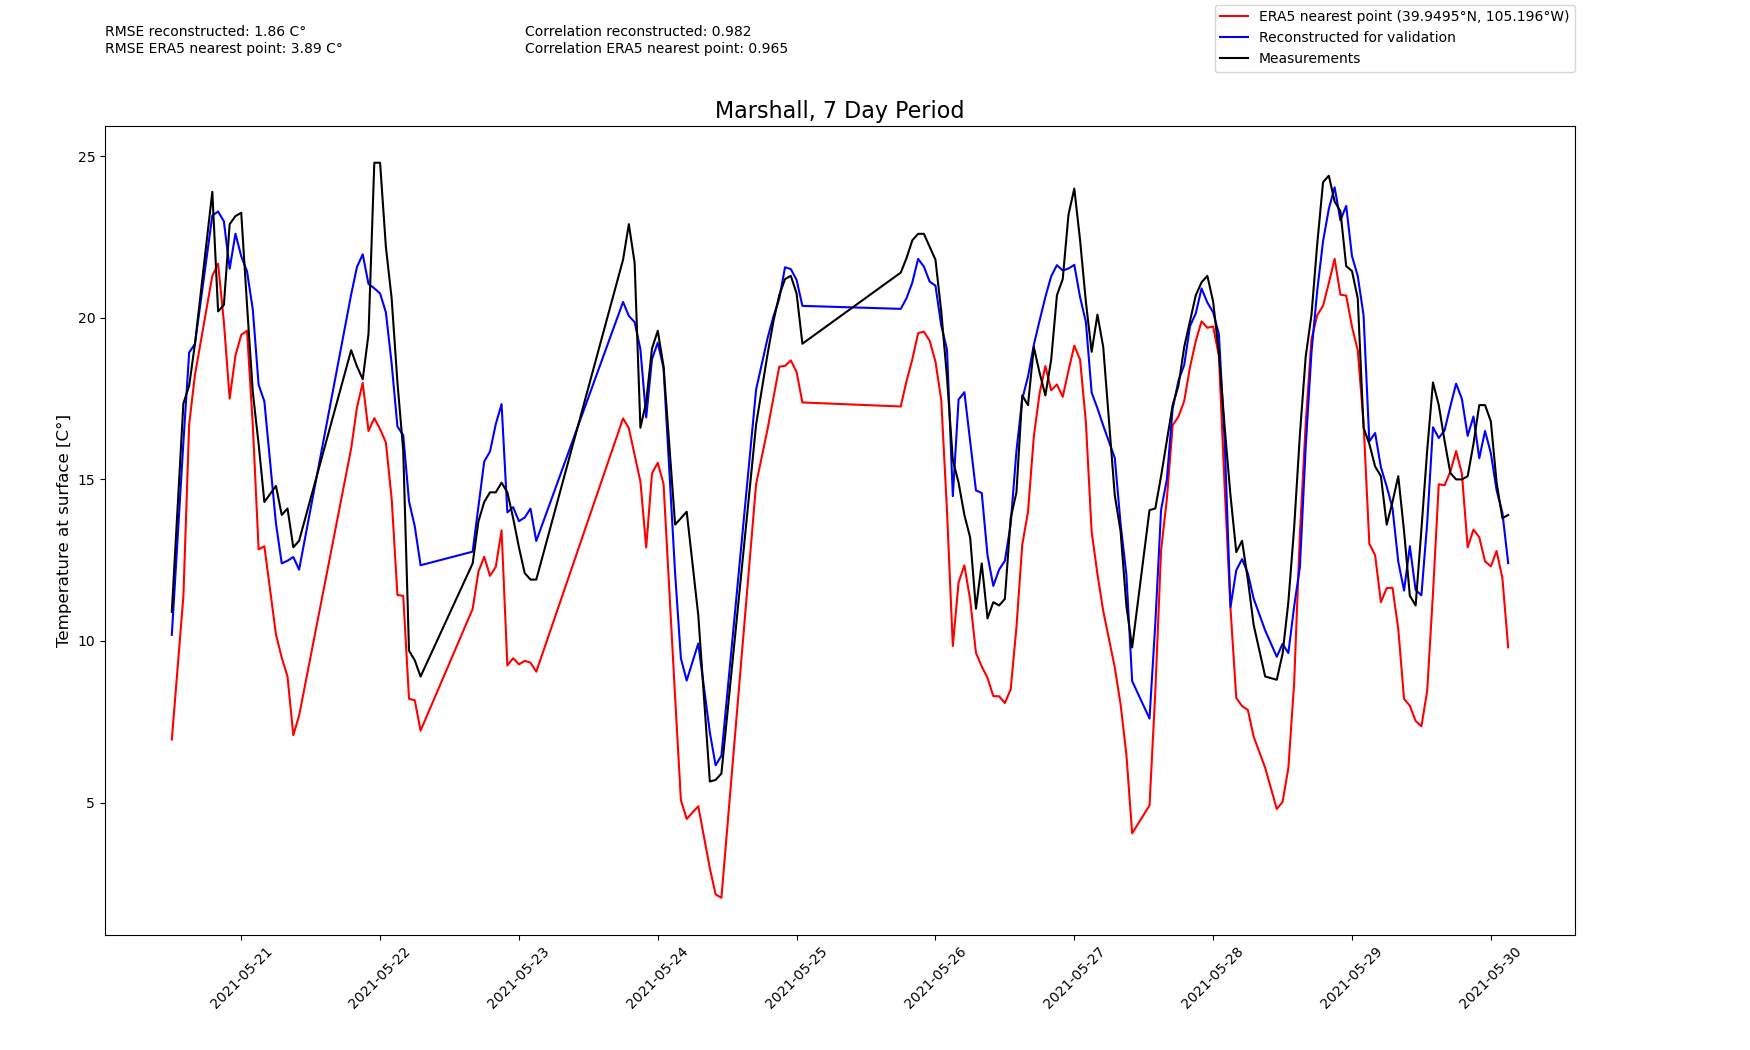 RMSE reconstructed: 1.86 C°
RMSE ERA5 nearest point: 3.89 C°
Correlation reconstructed: 0.982
Correlation ERA5 nearest point: 0.965
ERA5 nearest point (39.9495°N, 105.196°W)
Reconstructed for validation
Measurements
Marshall, 7 Day Period
Temperature at surface [C°]
25
20
15
10
5
2021-05-21
2021-05-22
2021-05-23
2021-05-24
2021-05-25
2021-05-26
2021-05-27
2021-05-28
2021-05-29
2021-05-30